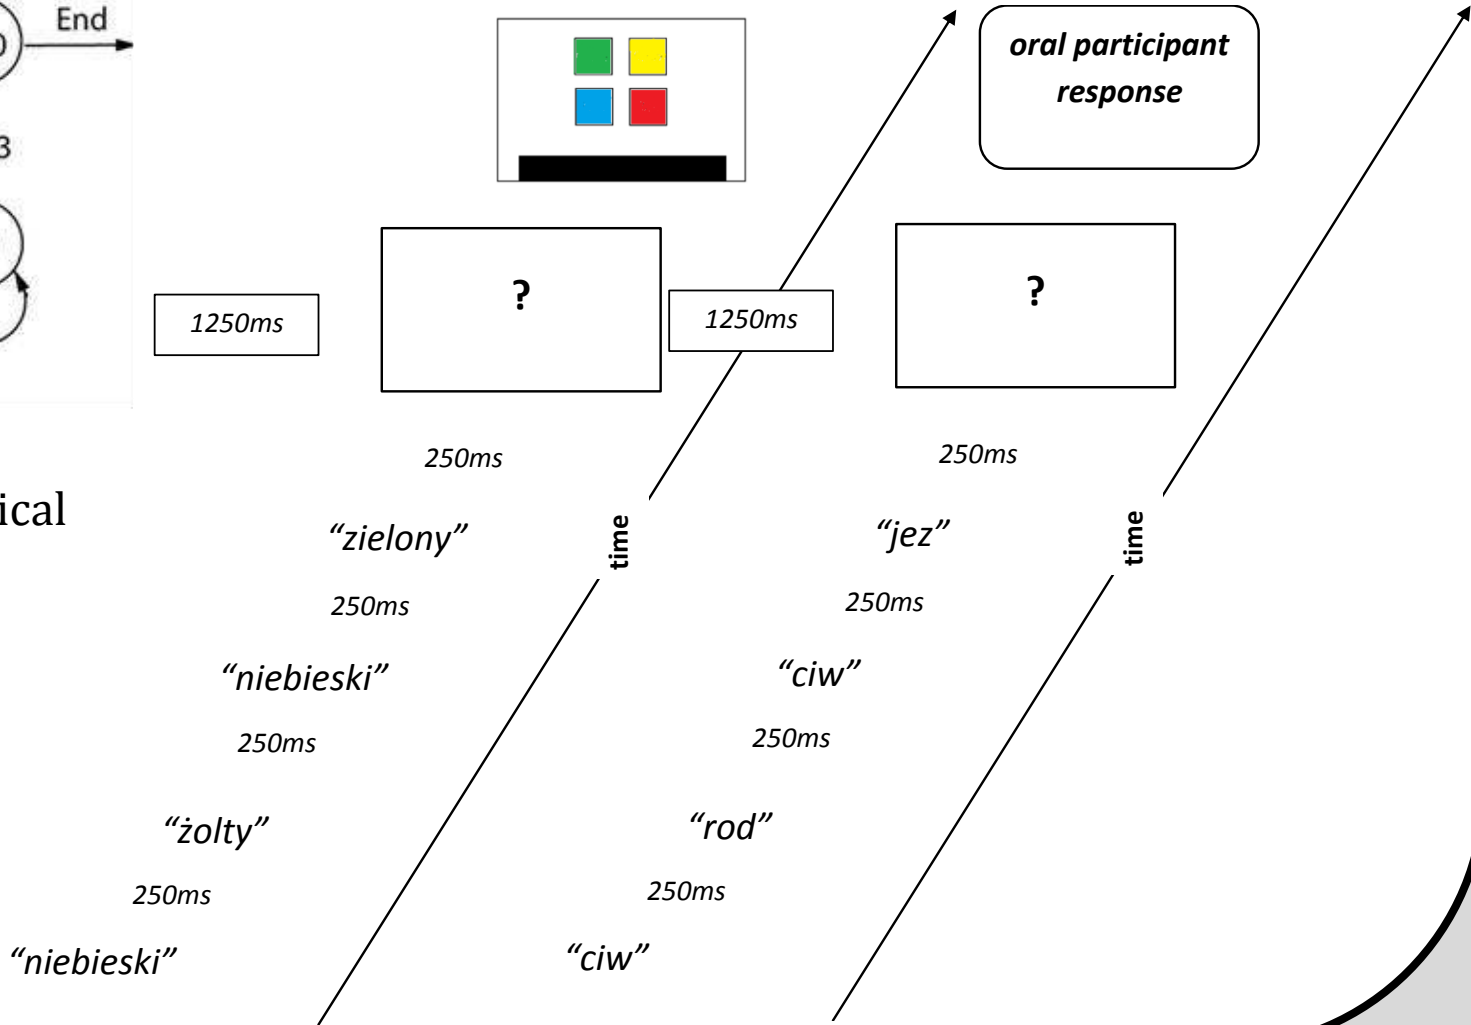 End
3
1250ms
?
250ms
ical
“zielony”
250ms
“niebieski”
250ms
“żolty”
250ms
“niebieski”
time
oral participant
response
1250ms
?
250ms
“jez”
250ms
“ciw”
250ms
“rod”
250ms
“ciw”
time